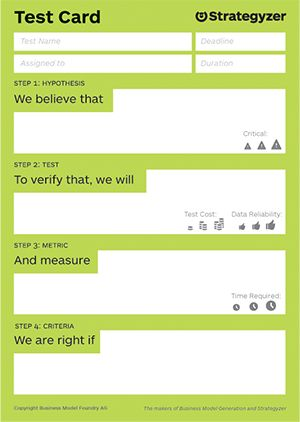 Test Card
Strategyzer
Test Name
Deadline
Assigned to
Duration
STEP 1: HYPOTHESIS
We believe that
Critical:
STEP 2: TEST
To verify that, we will
Test Cost:
Data Reliability:
STEP 3: METRIC
And measure
Time Required:
STEP 4: CRITERIA
We are right if
Copyright Business Model Foundry AG
The makers of Business Model Generation and Strategyzer